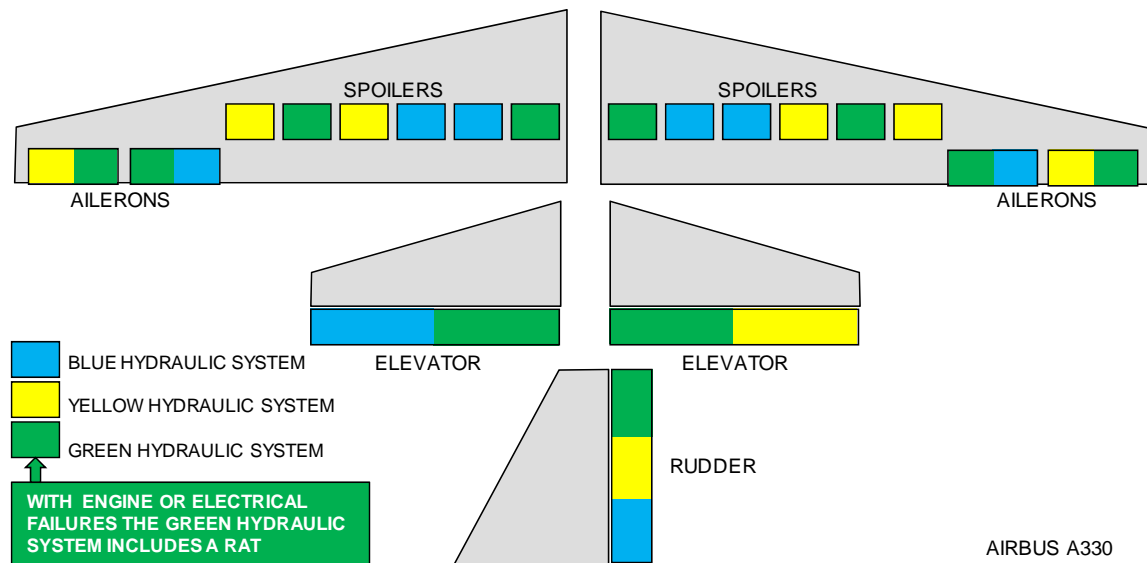 SPOILERS
SPOILERS
AILERONS
AILERONS
ELEVATOR
ELEVATOR
BLUE HYDRAULIC SYSTEM
YELLOW HYDRAULIC SYSTEM
GREEN HYDRAULIC SYSTEM
RUDDER
WITH ENGINE OR ELECTRICAL
FAILURES THE GREEN HYDRAULIC
SYSTEM INCLUDES A RAT
AIRBUS A330